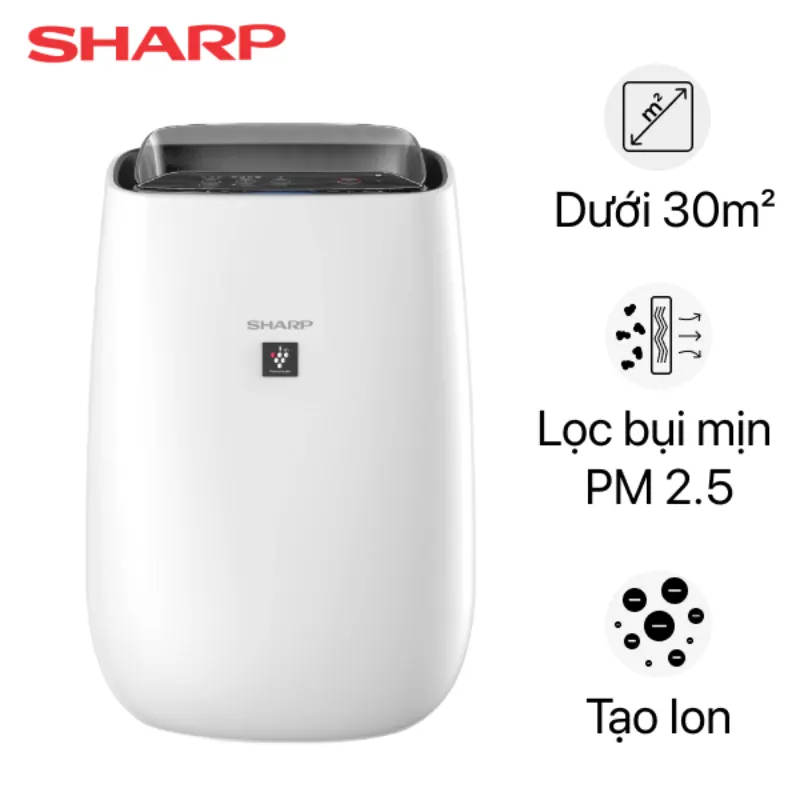 SHARP
m²
Dưới 30m²
SHARP
Lọc bụi mịn
PM 2.5
Tạo Ion